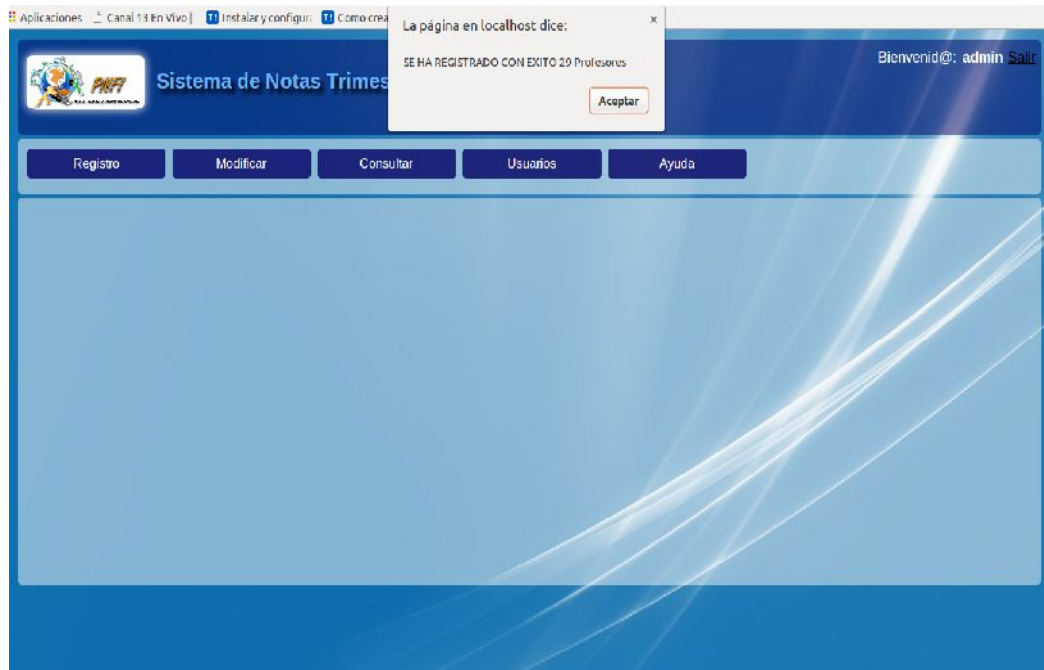 Aplicaciones Canal 13 En Vivo | Instalar y configura Como crea
La página en localhost dice:
x
SE HA REGISTRADO CON EXITO 29 Profesores
Aceptar
Bienvenid@: admin Salir
PNFI
Sistema de Notas Trimes
Registro Modificar Consultar Usuarios Ayuda